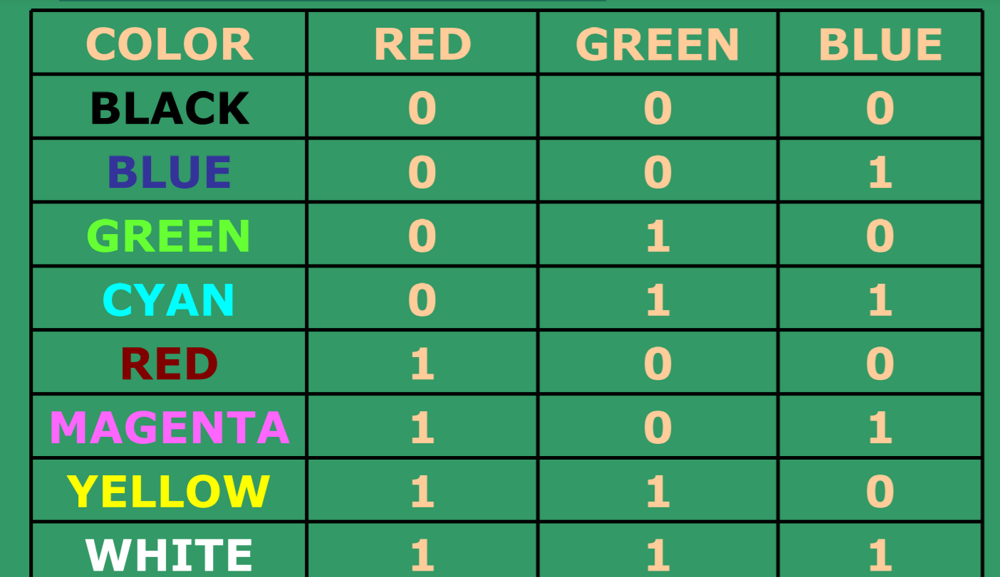 COLOR RED GREEN BLUE
BLACK 0 0 0
BLUE 0 0 1
GREEN 0 1 0
CYAN 0 1 1
RED 1 0 0
MAGENTA 1 0 1
YELLOW 1 1 0
WHITE 1 1 1